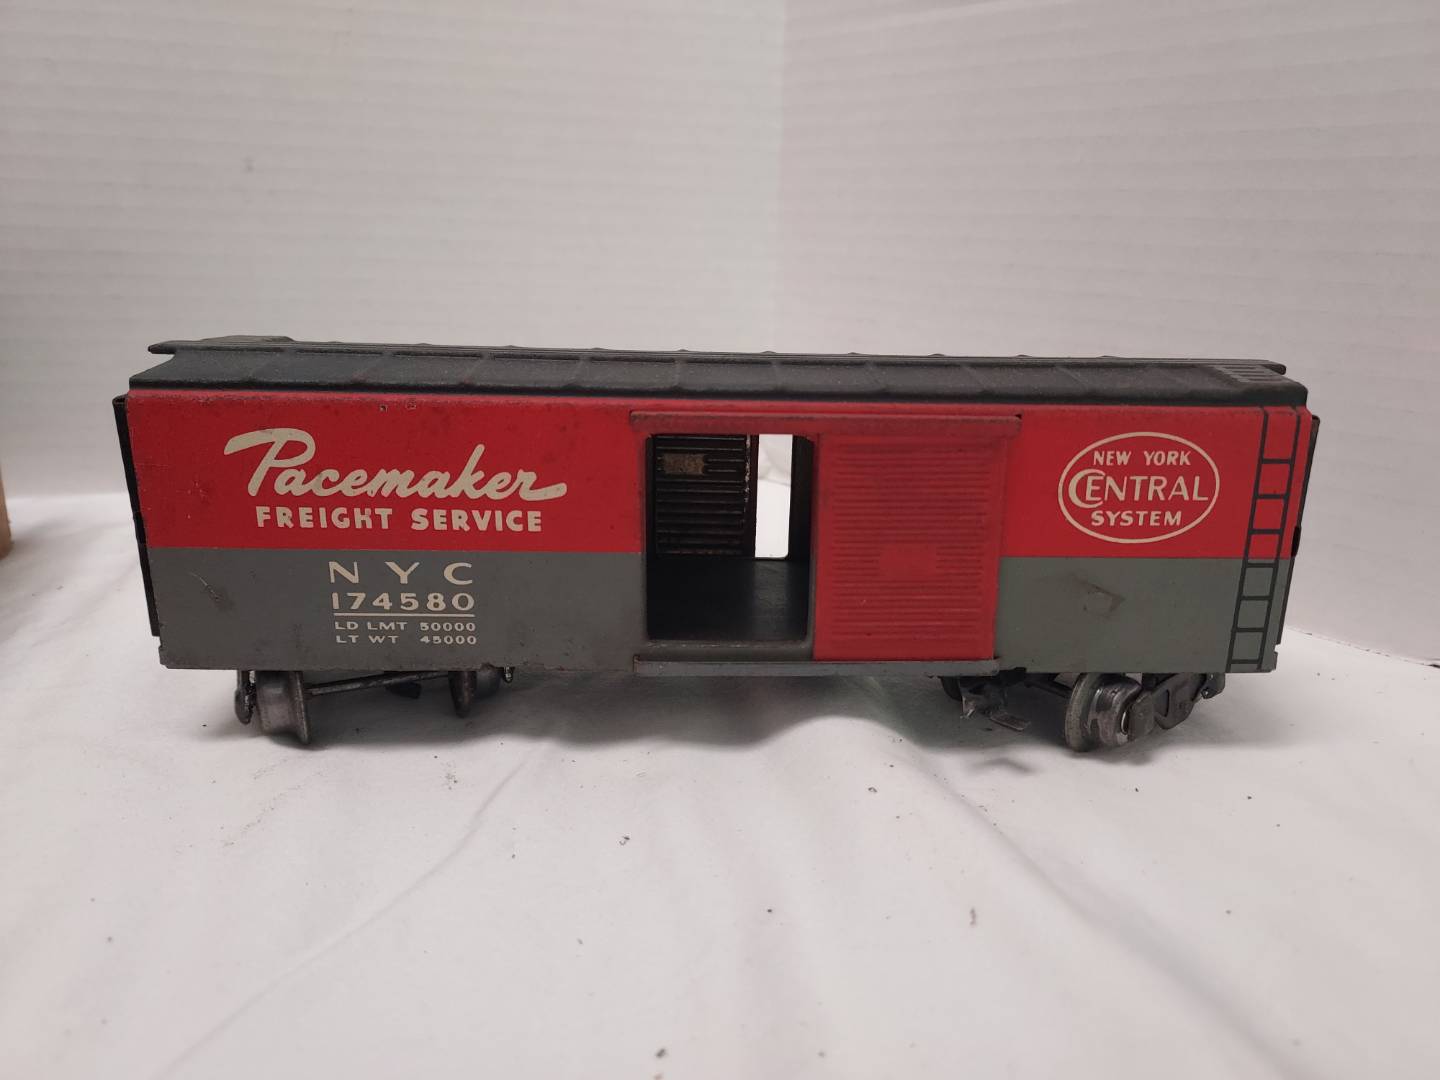 Pacemaker
FREIGHT SERVICE
NYC
174580
LD LMT 50000
LT WT 45000
NEW YORK
CENTRAL
SYSTEM